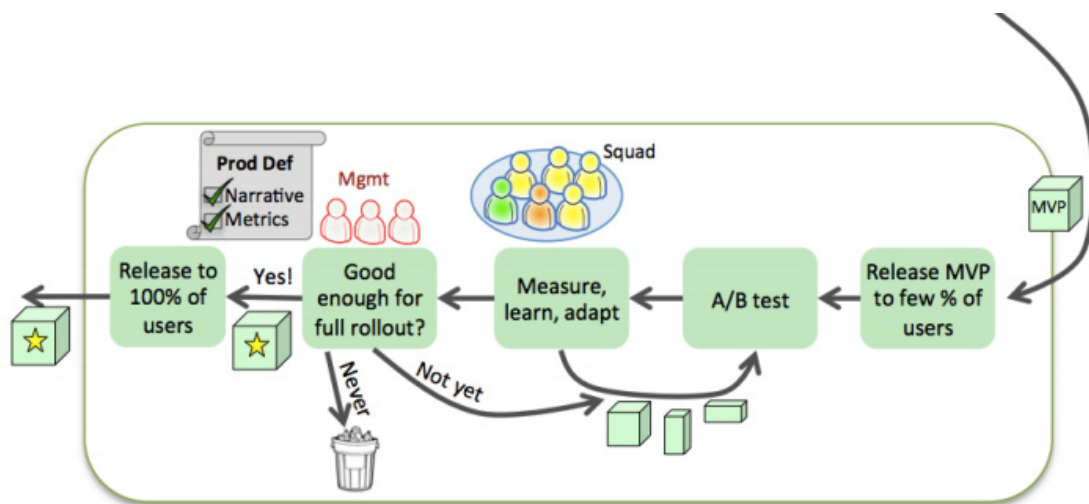 Prod Def
Narrative
Metrics
Mgmt
Squad
MVP
Release to
100% of
users
Yes!
Good
enough for
full rollout?
Measure,
learn, adapt
A/B test
Release MVP
to few % of
users
Never
Not yet